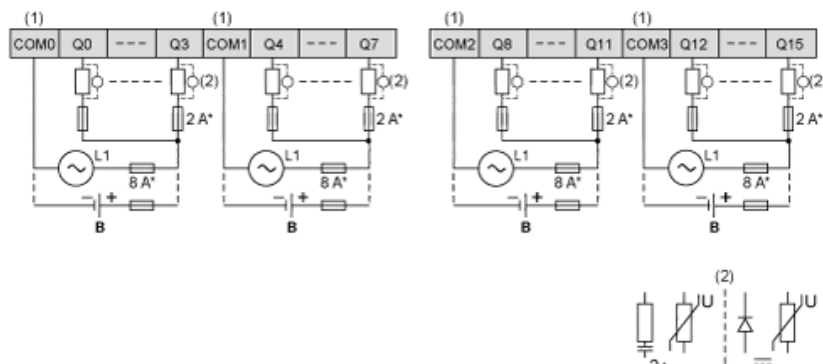 (1) (1) (1) (1)
COM0 Q0 --- Q3 COM1 Q4 --- Q7 COM2 Q8 --- Q11 COM3 Q12 --- Q15
(2) (2) (2) (2
2 A* 2 A* 2 A* 2 A*
L1 L1 L1 L1
8 A* 8 A* 8 A* 8 A*
− + − + − + − +
B B B B
(2)
U U